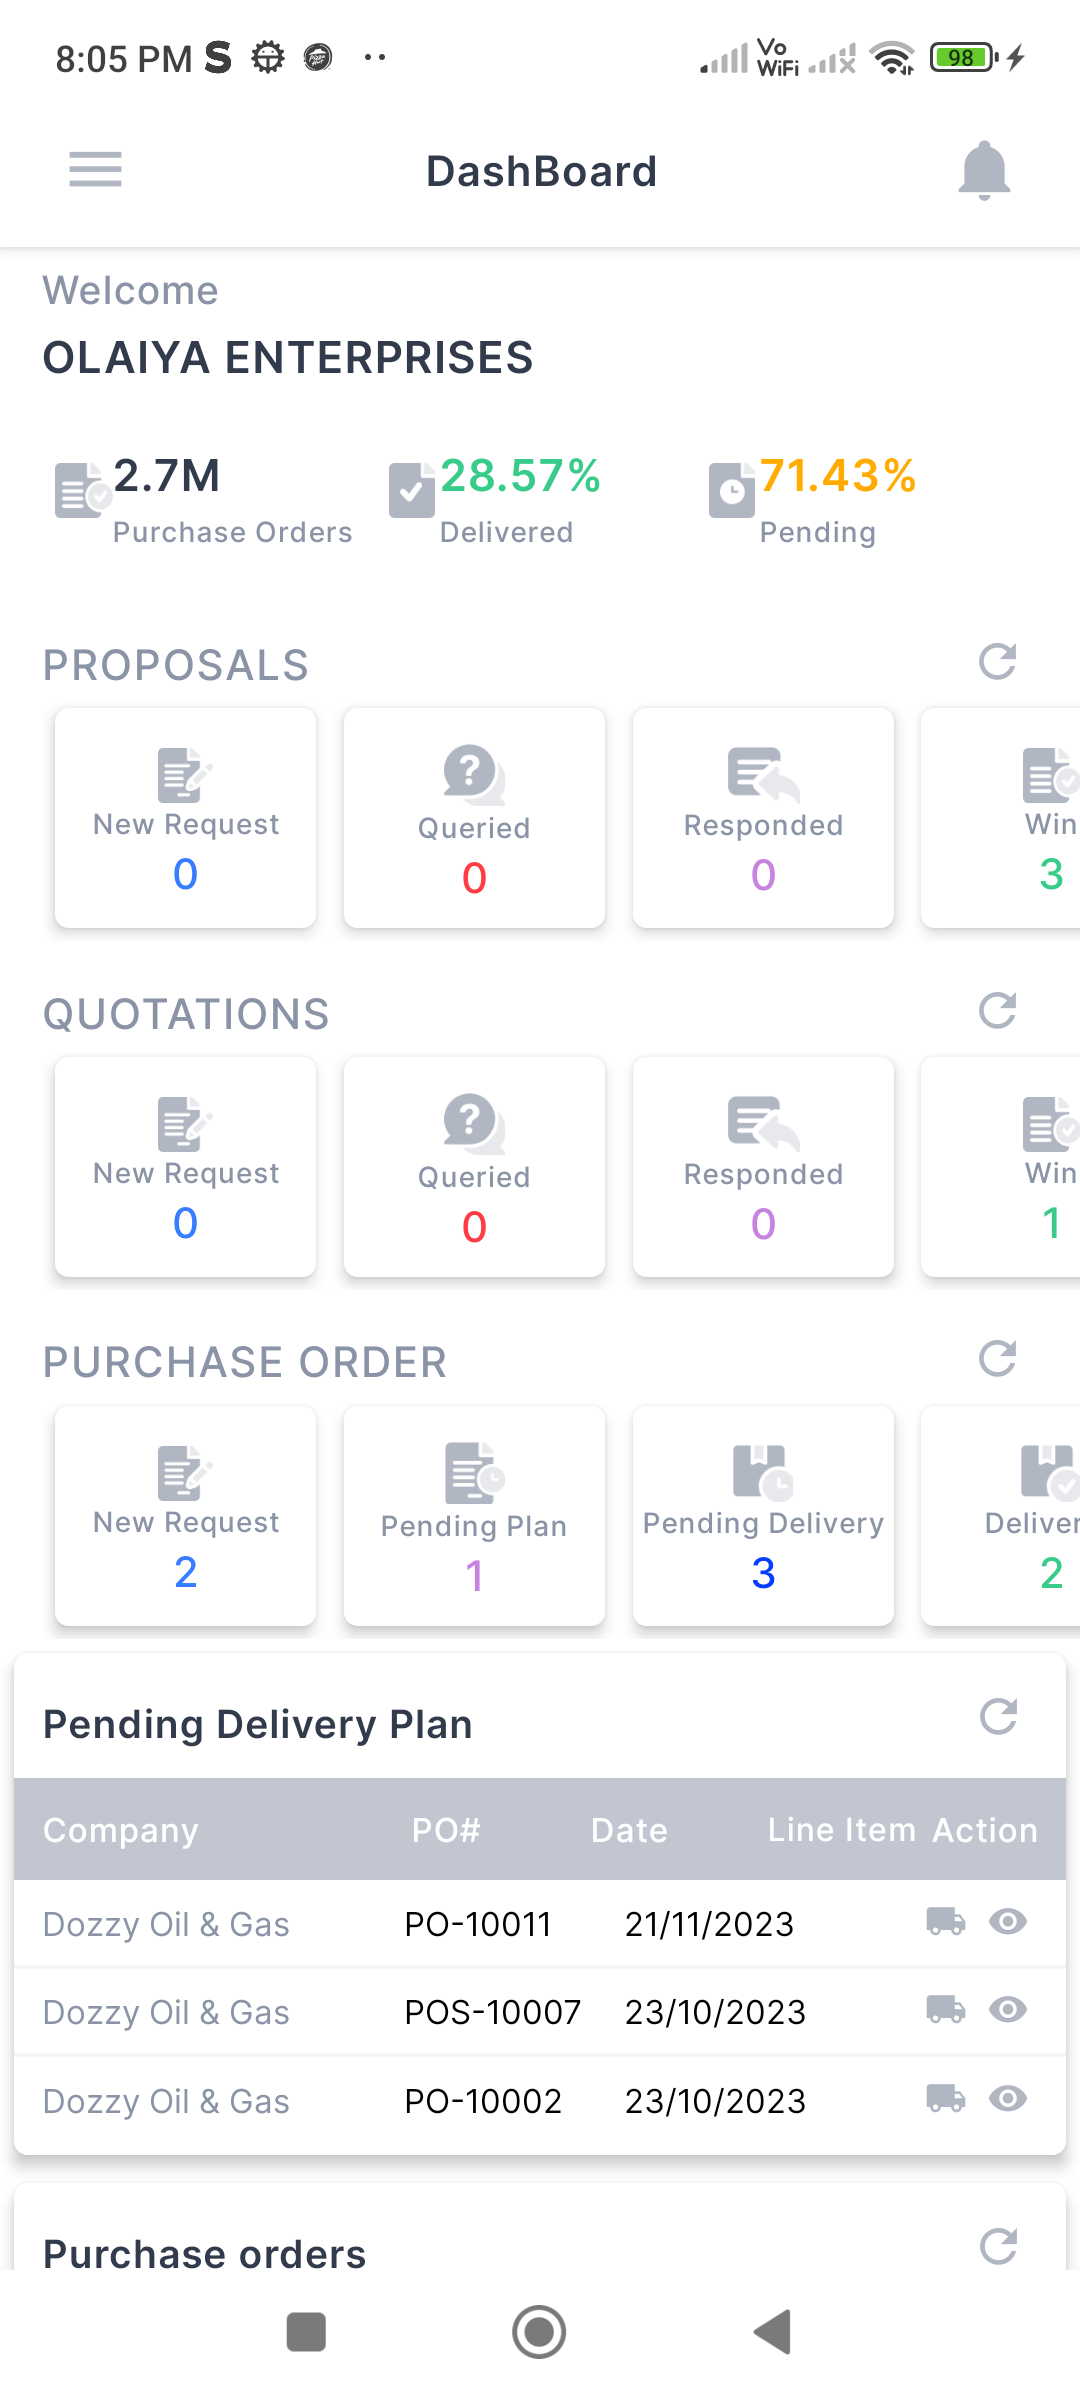 8:05 PM S
Vo
WiFi
98
DashBoard
Welcome
OLAIYA ENTERPRISES
2.7M 28.57% 71.43%
Purchase Orders Delivered Pending
PROPOSALS
New Request Queried Responded Win
0 0 0 3
QUOTATIONS
New Request Queried Responded Win
0 0 0 1
PURCHASE ORDER
New Request Pending Plan Pending Delivery Deliver
2 1 3 2
Pending Delivery Plan
Company PO# Date Line Item Action
Dozzy Oil & Gas PO-10011 21/11/2023
Dozzy Oil & Gas POS-10007 23/10/2023
Dozzy Oil & Gas PO-10002 23/10/2023
Purchase orders